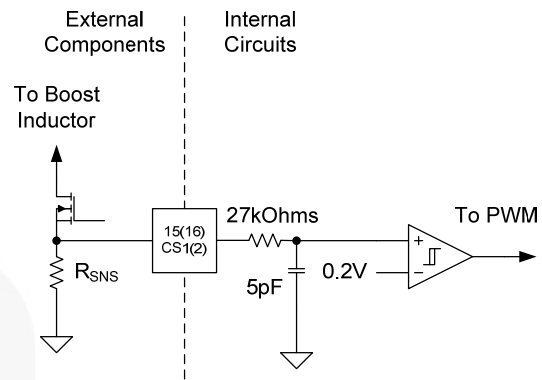 External
Components
Internal
Circuits
To Boost
Inductor
15(16)
CS1(2)
27kOhms
To PWM
+
0.2V
−
5pF
RSNS